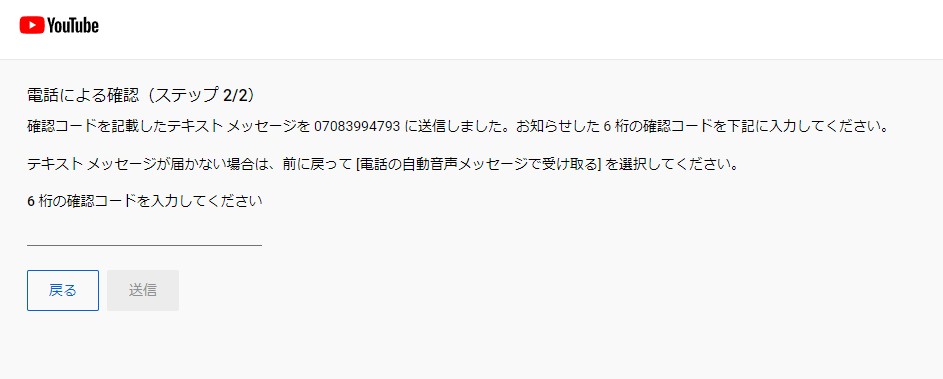 YouTube
電話による確認（ステップ 2/2）
確認コードを記載したテキスト メッセージを 07083994793 に送信しました。お知らせした 6 桁の確認コードを下記に入力してください。
テキスト メッセージが届かない場合は、前に戻って [電話の自動音声メッセージで受け取る] を選択してください。
6 桁の確認コードを入力してください
戻る 送信